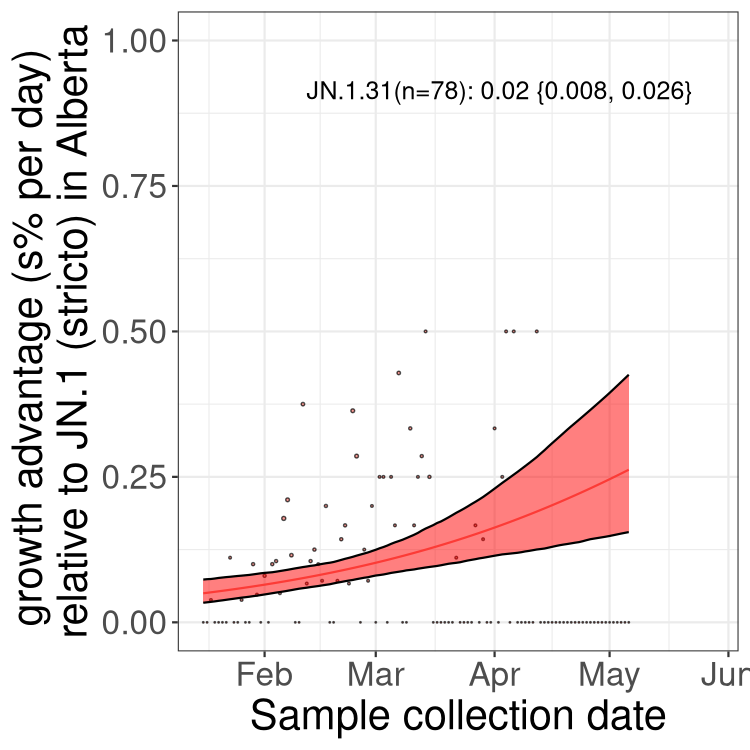 growth advantage (s% per day)
relative to JN.1 (stricto) in Alberta
1.00
0.75
0.50
0.25
0.00
JN.1.31(n=78): 0.02 {0.008, 0.026}
Feb Mar Apr May Jun
Sample collection date